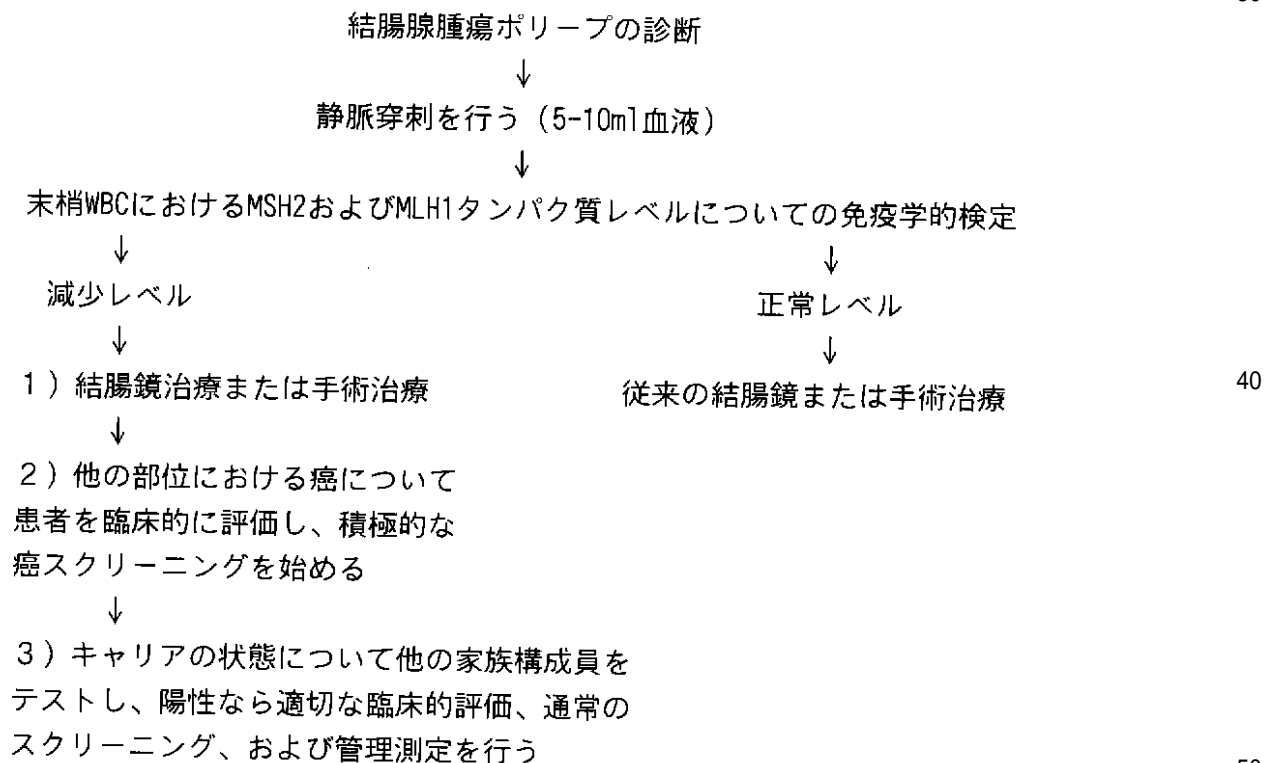 結腸腺腫瘍ポリープの診断
↓
静脈穿刺を行う（5-10ml血液）
↓
末梢WBCにおけるMSH2およびMLH1タンパク質レベルについての免疫学的検定
↓ ↓
減少レベル 正常レベル
↓ ↓
1）結腸鏡治療または手術治療 従来の結腸鏡または手術治療 40
↓
2）他の部位における癌について
患者を臨床的に評価し、積極的な
癌スクリーニングを始める
↓
3）キャリアの状態について他の家族構成員を
テストし、陽性なら適切な臨床的評価、通常の
スクリーニング、および管理測定を行う